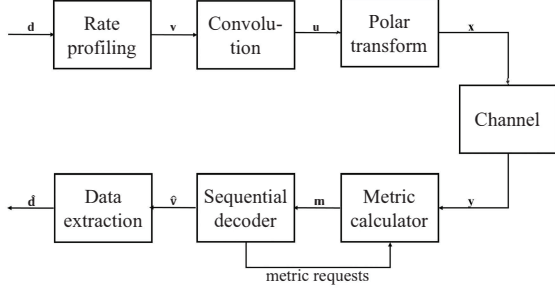 d
Rate
profiling
v
Convolu-
tion
u
Polar
transform
x
Channel
d̂
Data
extraction
v̂
Sequential
decoder
m
Metric
calculator
y
metric requests